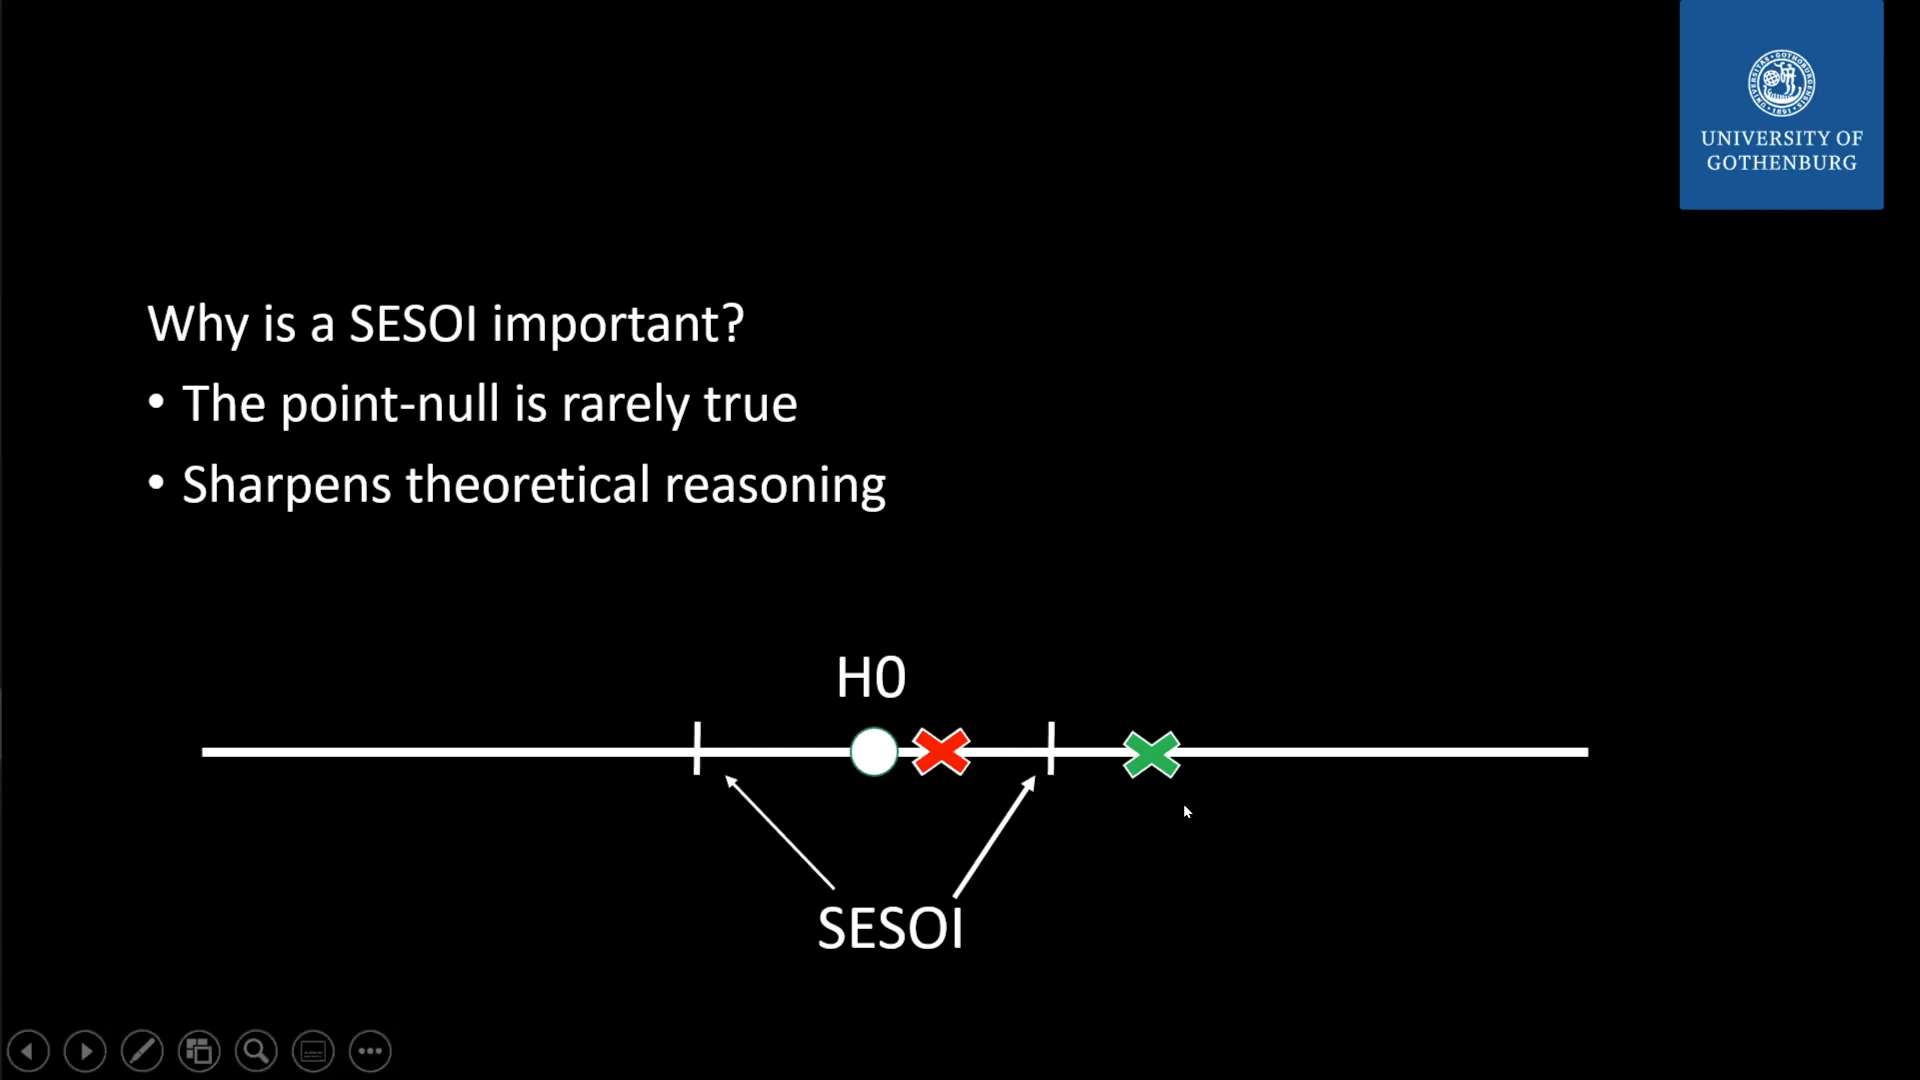 UNIVERSITY OF
GOTHENBURG
Why is a SESOI important?
• The point-null is rarely true
• Sharpens theoretical reasoning
H0
SESOI